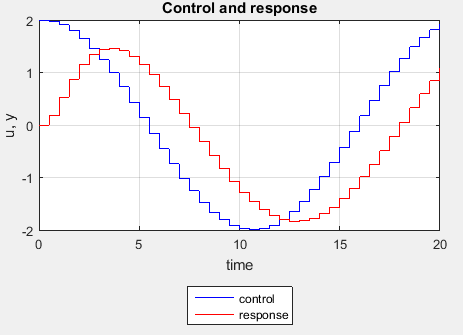 Control and response
u, y
2
1
0
-1
-2
0 5 10 15 20
time
control
response